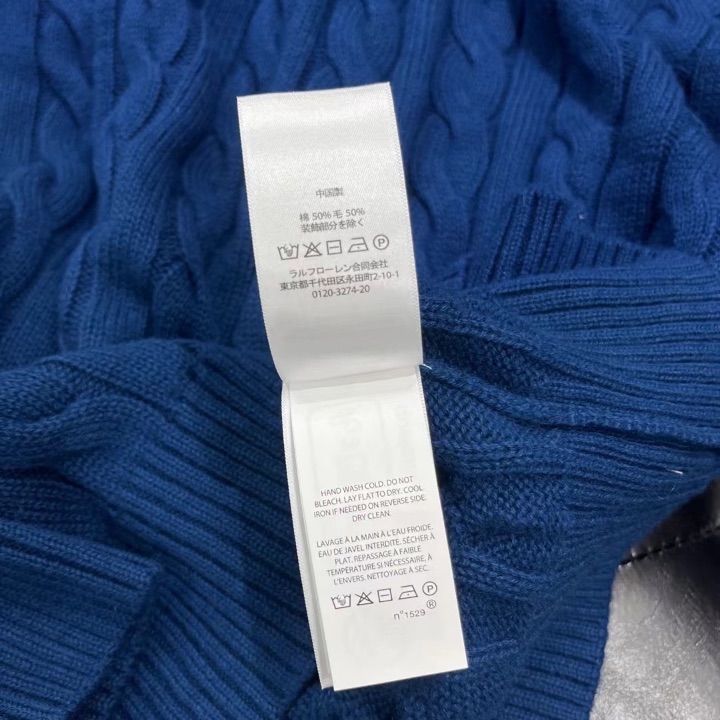 中国製
棉 50% 毛 50%
装飾部分を除く
ラルフローレン合同会社
東京都千代田区永田町2-10-1
0120-3274-20
HAND WASH COLD. DO NOT
BLEACH. LAY FLAT TO DRY. COOL
IRON IF NEEDED ON REVERSE SIDE.
DRY CLEAN.
LAVAGE À LA MAIN À L'EAU FROIDE.
EAU DE JAVEL INTERDITE. SÉCHER À
PLAT. REPASSAGE À FAIBLE
TEMPÉRATURE SI NÉCESSAIRE, À
L'ENVERS. NETTOYAGE À SEC.
n°1529 ®